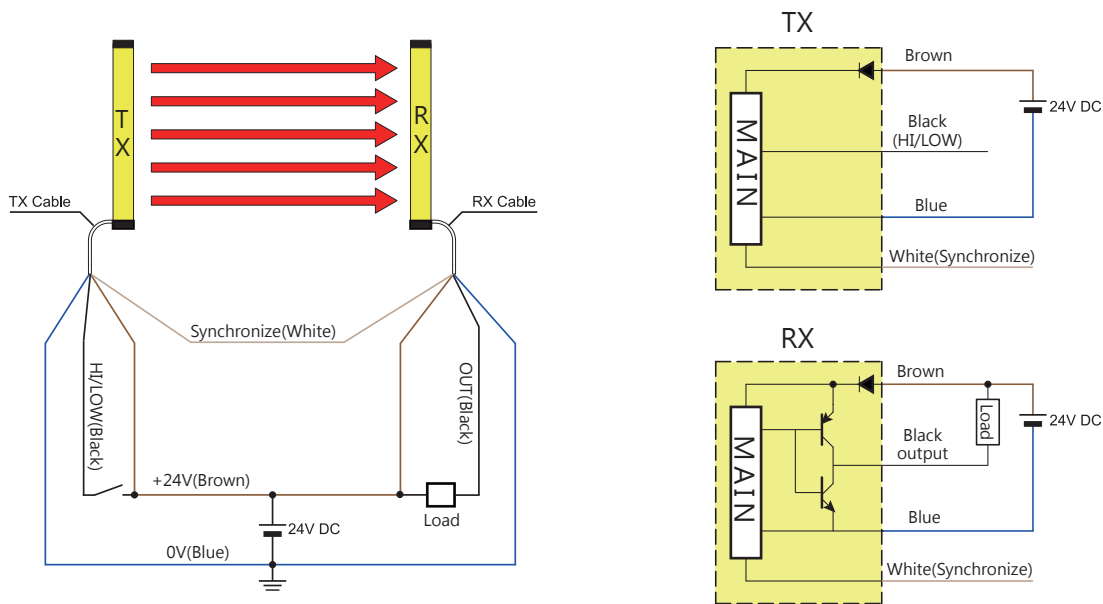 TX
RX
TX Cable
RX Cable
Synchronize(White)
HI/LOW(Black)
OUT(Black)
+24V(Brown)
Load
24V DC
0V(Blue)
TX
Brown
MAIN
Black
(HI/LOW)
24V DC
Blue
White(Synchronize)
RX
Brown
MAIN
Load
24V DC
Black
output
Blue
White(Synchronize)